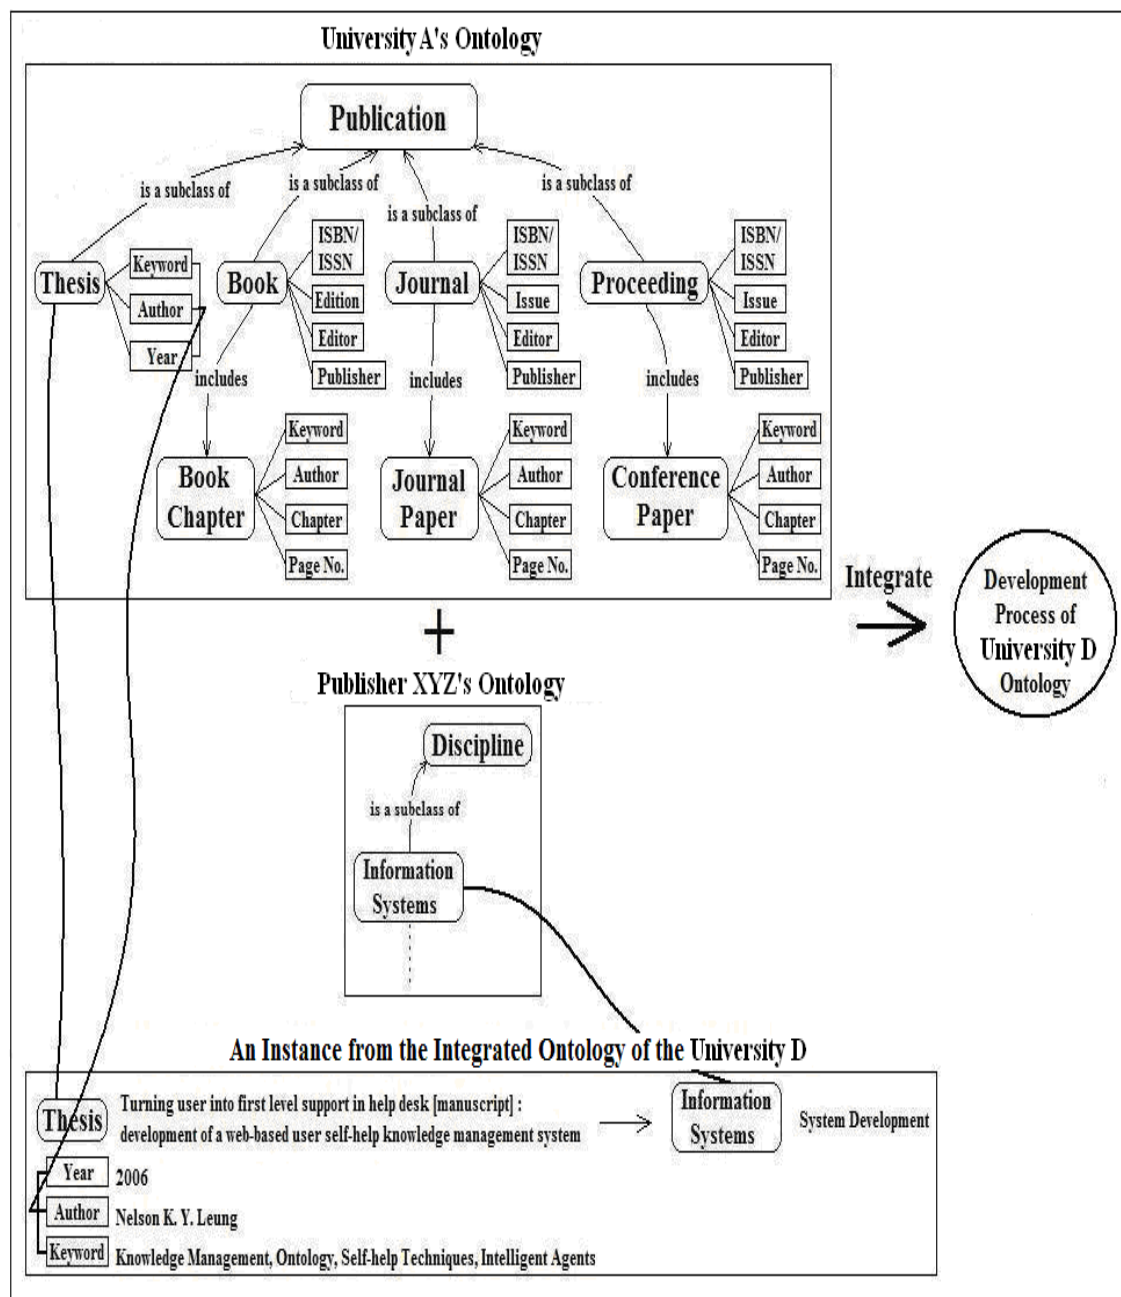 University A's Ontology
Publication
is a subclass of
is a subclass of
is a subclass of
is a subclass of
Thesis
Keyword
Author
Year
Book
ISBN/
ISSN
Edition
Editor
Publisher
Journal
ISBN/
ISSN
Issue
Editor
Publisher
Proceeding
ISBN/
ISSN
Issue
Editor
Publisher
includes
includes
includes
Book
Chapter
Keyword
Author
Chapter
Page No.
Journal
Paper
Keyword
Author
Chapter
Page No.
Conference
Paper
Keyword
Author
Chapter
Page No.
Integrate
Development
Process of
University D
Ontology
+
Publisher XYZ's Ontology
Discipline
is a subclass of
Information
Systems
An Instance from the Integrated Ontology of the University D
Thesis
Turning user into first level support in help desk [manuscript] :
development of a web-based user self-help knowledge management system
Information
Systems
System Development
Year
2006
Author
Nelson K. Y. Leung
Keyword
Knowledge Management, Ontology, Self-help Techniques, Intelligent Agents